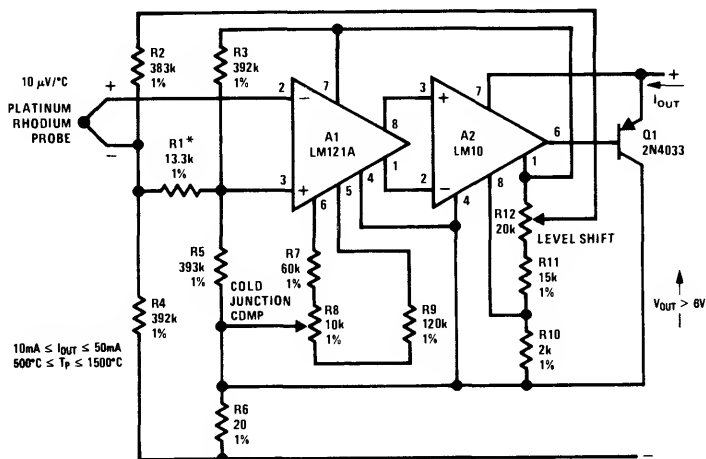 10 μV/°C
+
PLATINUM
RHODIUM
PROBE
−
R2
383k
1%
R3
392k
1%
R1*
13.3k
1%
R4
392k
1%
R5
393k
1%
R6
20
1%
2
−
7
A1
LM121A
8
1
3
+
6
5
4
R7
60k
1%
COLD
JUNCTION
COMP
R8
10k
1%
R9
120k
1%
3
+
7
A2
LM10
6
2
−
4
8
1
R12
20k
LEVEL SHIFT
R11
15k
1%
R10
2k
1%
+
IOUT
Q1
2N4033
VOUT > 6V
10mA ≤ IOUT ≤ 50mA
500°C ≤ TP ≤ 1500°C
−